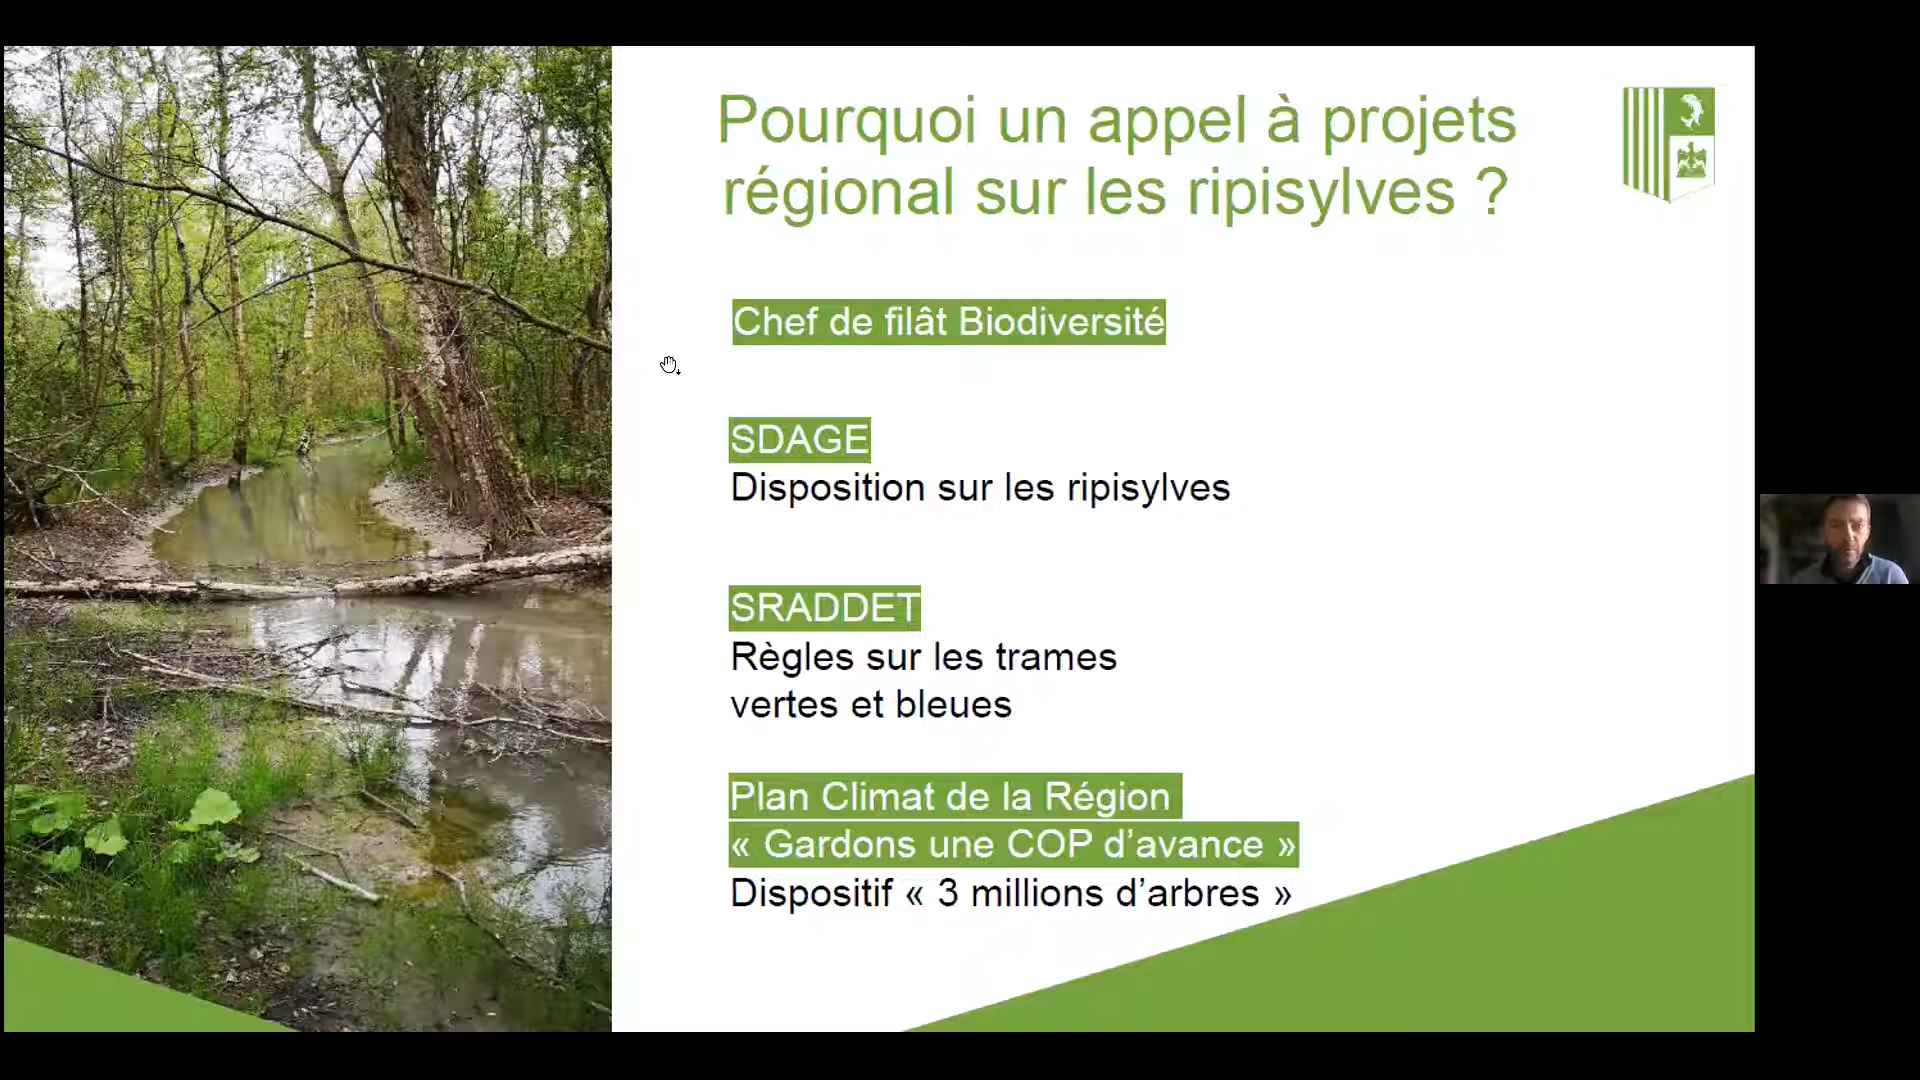 Pourquoi un appel à projets
régional sur les ripisylves ?
Chef de filât Biodiversité
SDAGE
Disposition sur les ripisylves
SRADDET
Règles sur les trames
vertes et bleues
Plan Climat de la Région
« Gardons une COP d’avance »
Dispositif « 3 millions d’arbres »